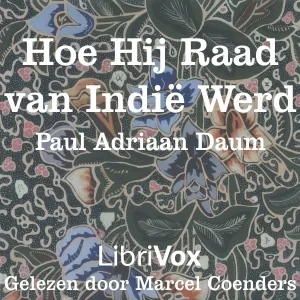 Hoe Hij Raad
van Indië Werd
Paul Adriaan Daum
LibriVox
Gelezen door Marcel Coenders